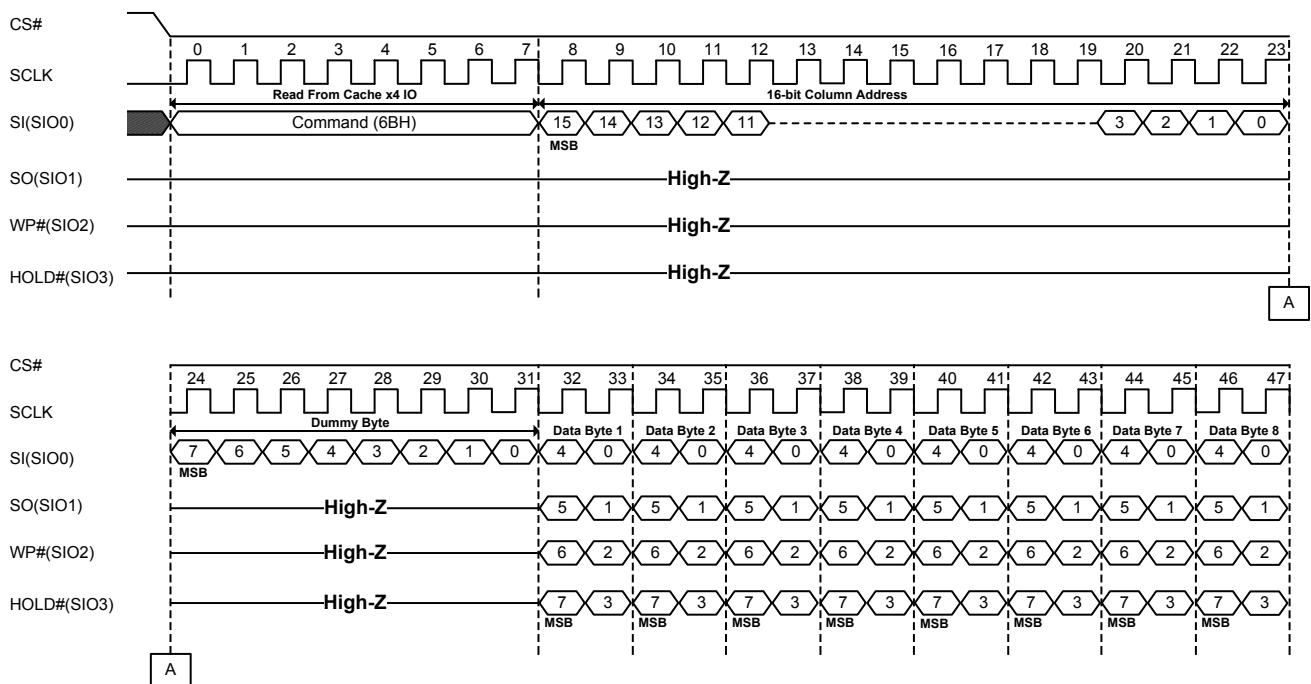 CS#
0 1 2 3 4 5 6 7 8 9 10 11 12 13 14 15 16 17 18 19 20 21 22 23
SCLK
Read From Cache x4 IO 16-bit Column Address
SI(SIO0) Command (6BH) 15 14 13 12 11 3 2 1 0
MSB
SO(SIO1) High-Z
WP#(SIO2) High-Z
HOLD#(SIO3) High-Z
A
CS#
24 25 26 27 28 29 30 31 32 33 34 35 36 37 38 39 40 41 42 43 44 45 46 47
SCLK
Dummy Byte Data Byte 1 Data Byte 2 Data Byte 3 Data Byte 4 Data Byte 5 Data Byte 6 Data Byte 7 Data Byte 8
SI(SIO0) 7 6 5 4 3 2 1 0 4 0 4 0 4 0 4 0 4 0 4 0 4 0 4 0
MSB
SO(SIO1) High-Z 5 1 5 1 5 1 5 1 5 1 5 1 5 1 5 1
WP#(SIO2) High-Z 6 2 6 2 6 2 6 2 6 2 6 2 6 2 6 2
HOLD#(SIO3) High-Z 7 3 7 3 7 3 7 3 7 3 7 3 7 3 7 3
MSB MSB MSB MSB MSB MSB MSB MSB
A